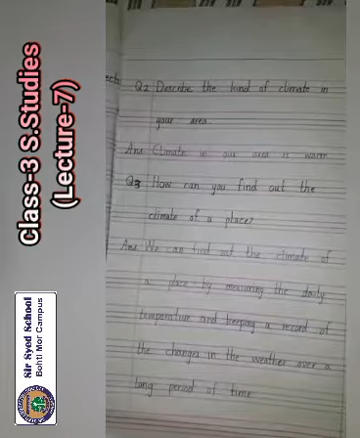 Class-3 S.Studies
(Lecture-7)
Sir Syed School
Bohti Mor Campus
Q2 Describe the kind of climate in
your area.
Ans Climate in our area is warm
Q3 How can you find out the
climate of a place?
Ans We can find out the climate of
a place by measuring the daily
temperature and keeping a record of
the changes in the weather over a
long period of time